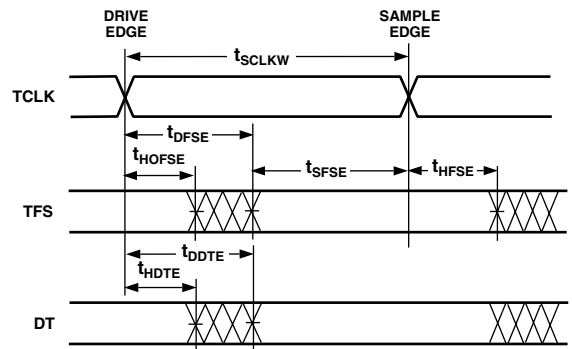 DRIVE EDGE
SAMPLE EDGE
tSCLKW
TCLK
tDFSE
tHOFSE
tSFSE
tHFSE
TFS
tDDTE
tHDTE
DT